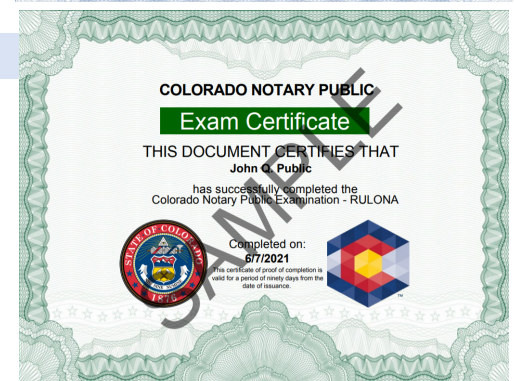 COLORADO NOTARY PUBLIC
Exam Certificate
THIS DOCUMENT CERTIFIES THAT
John Q. Public
has successfully completed the
Colorado Notary Public Examination - RULONA
SAMPLE
STATE OF COLORADO
1876
Completed on:
6/7/2021
This certificate of proof of completion is
valid for a period of ninety days from the
date of issuance.
TM